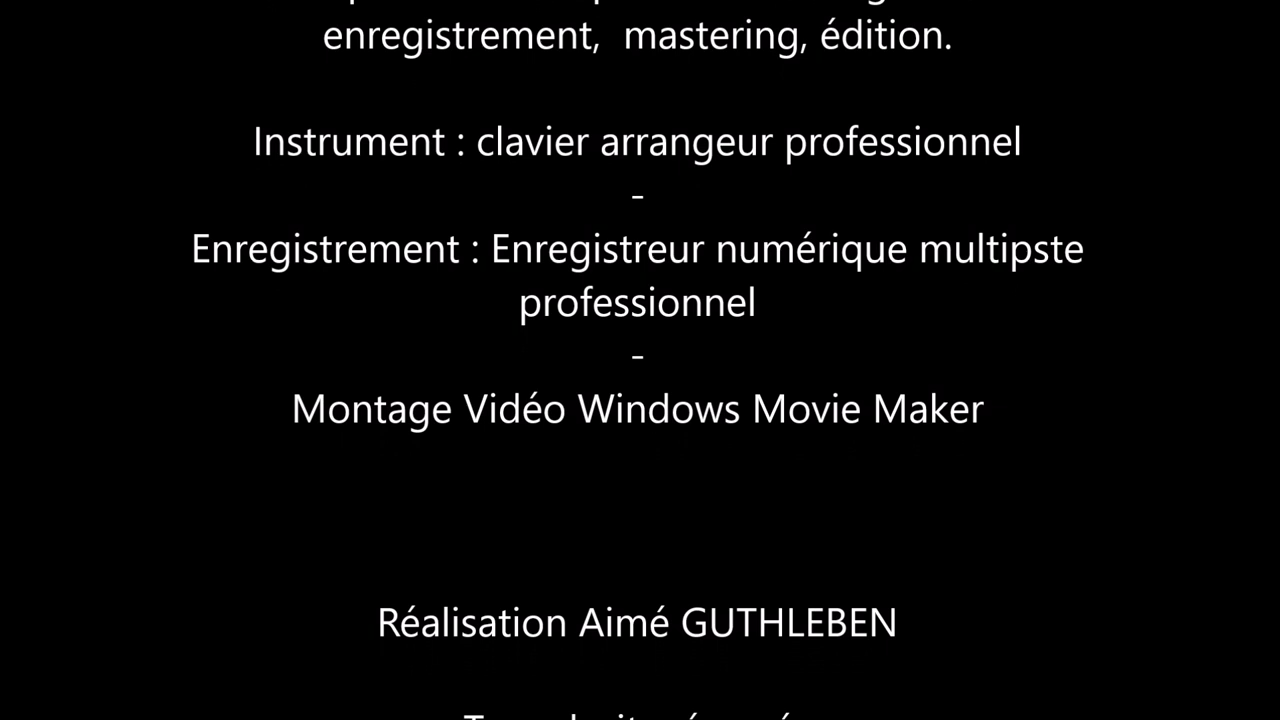 enregistrement,  mastering, édition.
Instrument : clavier arrangeur professionnel
-
Enregistrement : Enregistreur numérique multipste
professionnel
-
Montage Vidéo Windows Movie Maker
Réalisation Aimé GUTHLEBEN